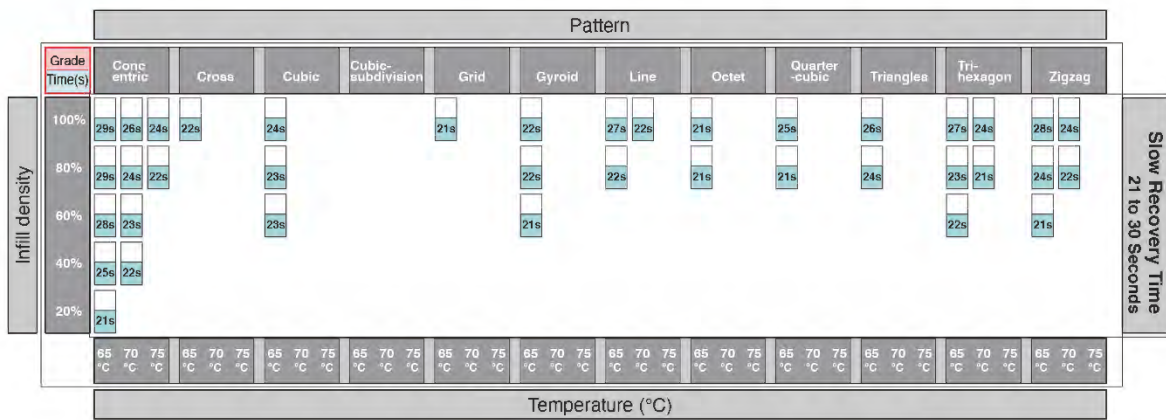 Pattern
Grade
Time(s)
Conc
entric
Cross
Cubic
Cubic-
subdivision
Grid
Gyroid
Line
Octet
Quarter
-cubic
Triangles
Tri-
hexagon
Zigzag
Infill density
100%
29s 26s 24s 22s 24s 21s 22s 27s 22s 21s 25s 26s 27s 24s 28s 24s
80%
29s 24s 22s 23s 22s 22s 21s 21s 24s 23s 21s 24s 22s
60%
28s 23s 23s 21s 22s 21s
40%
25s 22s
20%
21s
Slow Recovery Time
21 to 30 Seconds
65 70 75 65 70 75 65 70 75 65 70 75 65 70 75 65 70 75 65 70 75 65 70 75 65 70 75 65 70 75 65 70 75 65 70 75
°C °C °C °C °C °C °C °C °C °C °C °C °C °C °C °C °C °C °C °C °C °C °C °C °C °C °C °C °C °C °C °C °C °C °C °C
Temperature (°C)